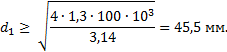 d₁ ≥ √(4 · 1,3 · 100 · 10³ / 3,14) = 45,5 мм.